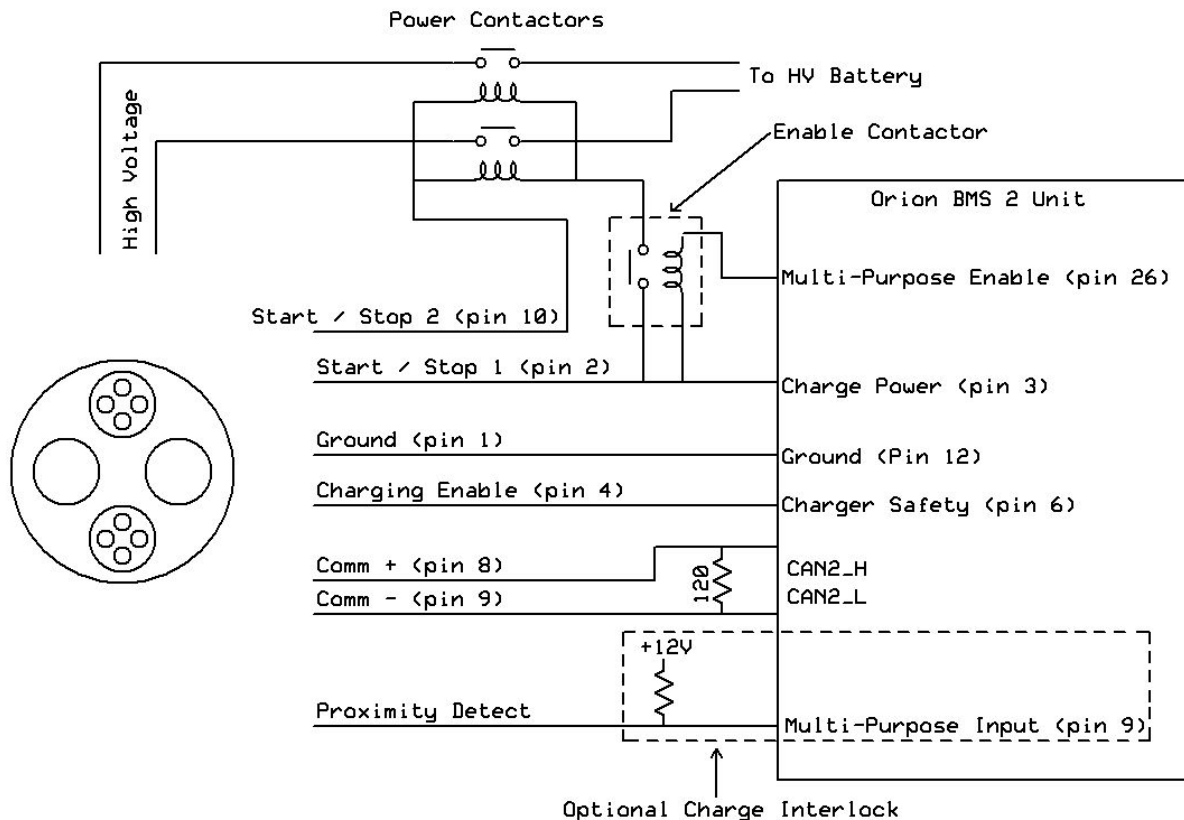 Power Contactors
To HV Battery
High Voltage
Enable Contactor
Orion BMS 2 Unit
Multi-Purpose Enable (pin 26)
Start / Stop 2 (pin 10)
Start / Stop 1 (pin 2)
Charge Power (pin 3)
Ground (pin 1)
Ground (Pin 12)
Charging Enable (pin 4)
Charger Safety (pin 6)
Comm + (pin 8)
120
CAN2_H
Comm - (pin 9)
CAN2_L
+12V
Proximity Detect
Multi-Purpose Input (pin 9)
Optional Charge Interlock